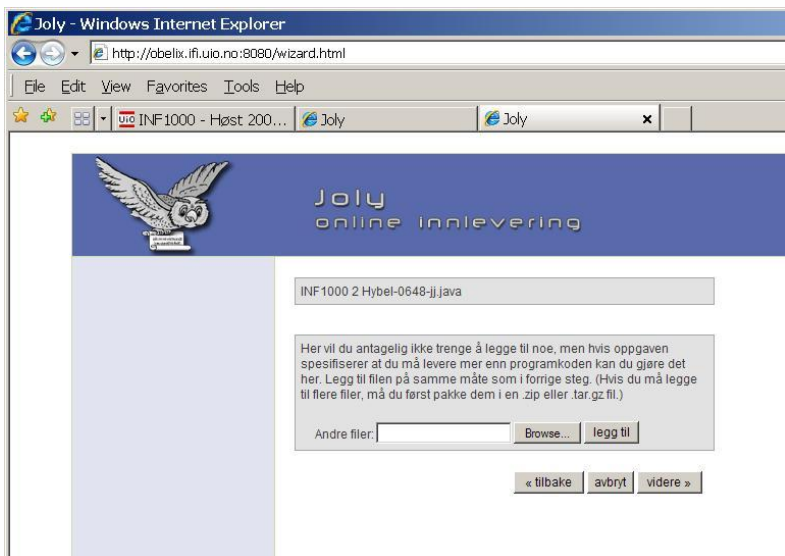 Joly - Windows Internet Explorer
http://obelix.ifi.uio.no:8080/wizard.html
File Edit View Favorites Tools Help
UiO INF1000 - Høst 200... Joly Joly
Joly
online innlevering
INF1000 2 Hybel-0648-jj.java
Her vil du antagelig ikke trenge å legge til noe, men hvis oppgaven
spesifiserer at du må levere mer enn programkoden kan du gjøre det
her. Legg til filen på samme måte som i forrige steg. (Hvis du må legge
til flere filer, må du først pakke dem i en .zip eller .tar.gz fil.)
Andre filer: Browse... legg til
« tilbake avbryt videre »